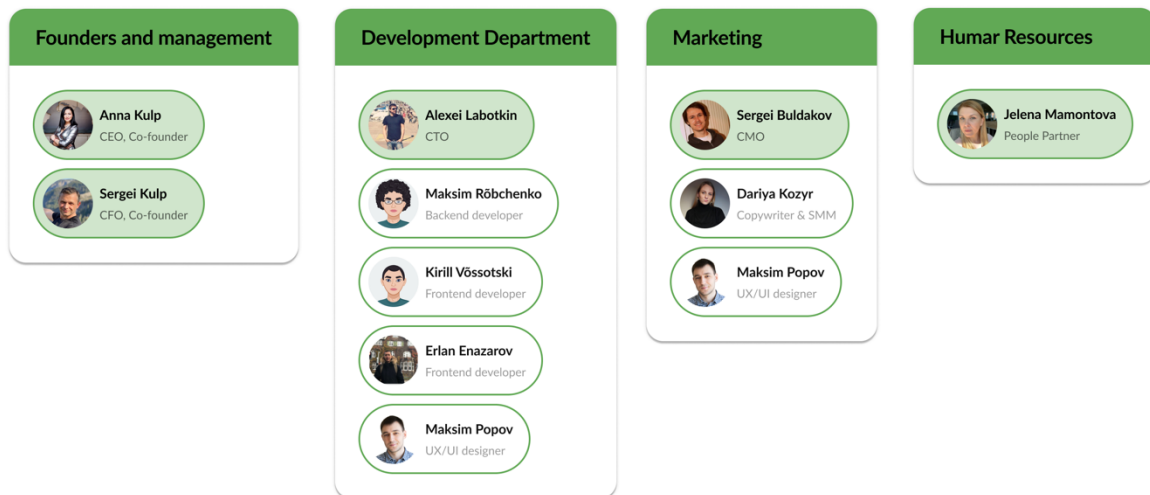 Founders and management
Anna Kulp
CEO, Co-founder
Sergei Kulp
CFO, Co-founder
Development Department
Alexei Labotkin
CTO
Maksim Rõbchenko
Backend developer
Kirill Võssotski
Frontend developer
Erlan Enazarov
Frontend developer
Maksim Popov
UX/UI designer
Marketing
Sergei Buldakov
CMO
Dariya Kozyr
Copywriter & SMM
Maksim Popov
UX/UI designer
Humar Resources
Jelena Mamontova
People Partner